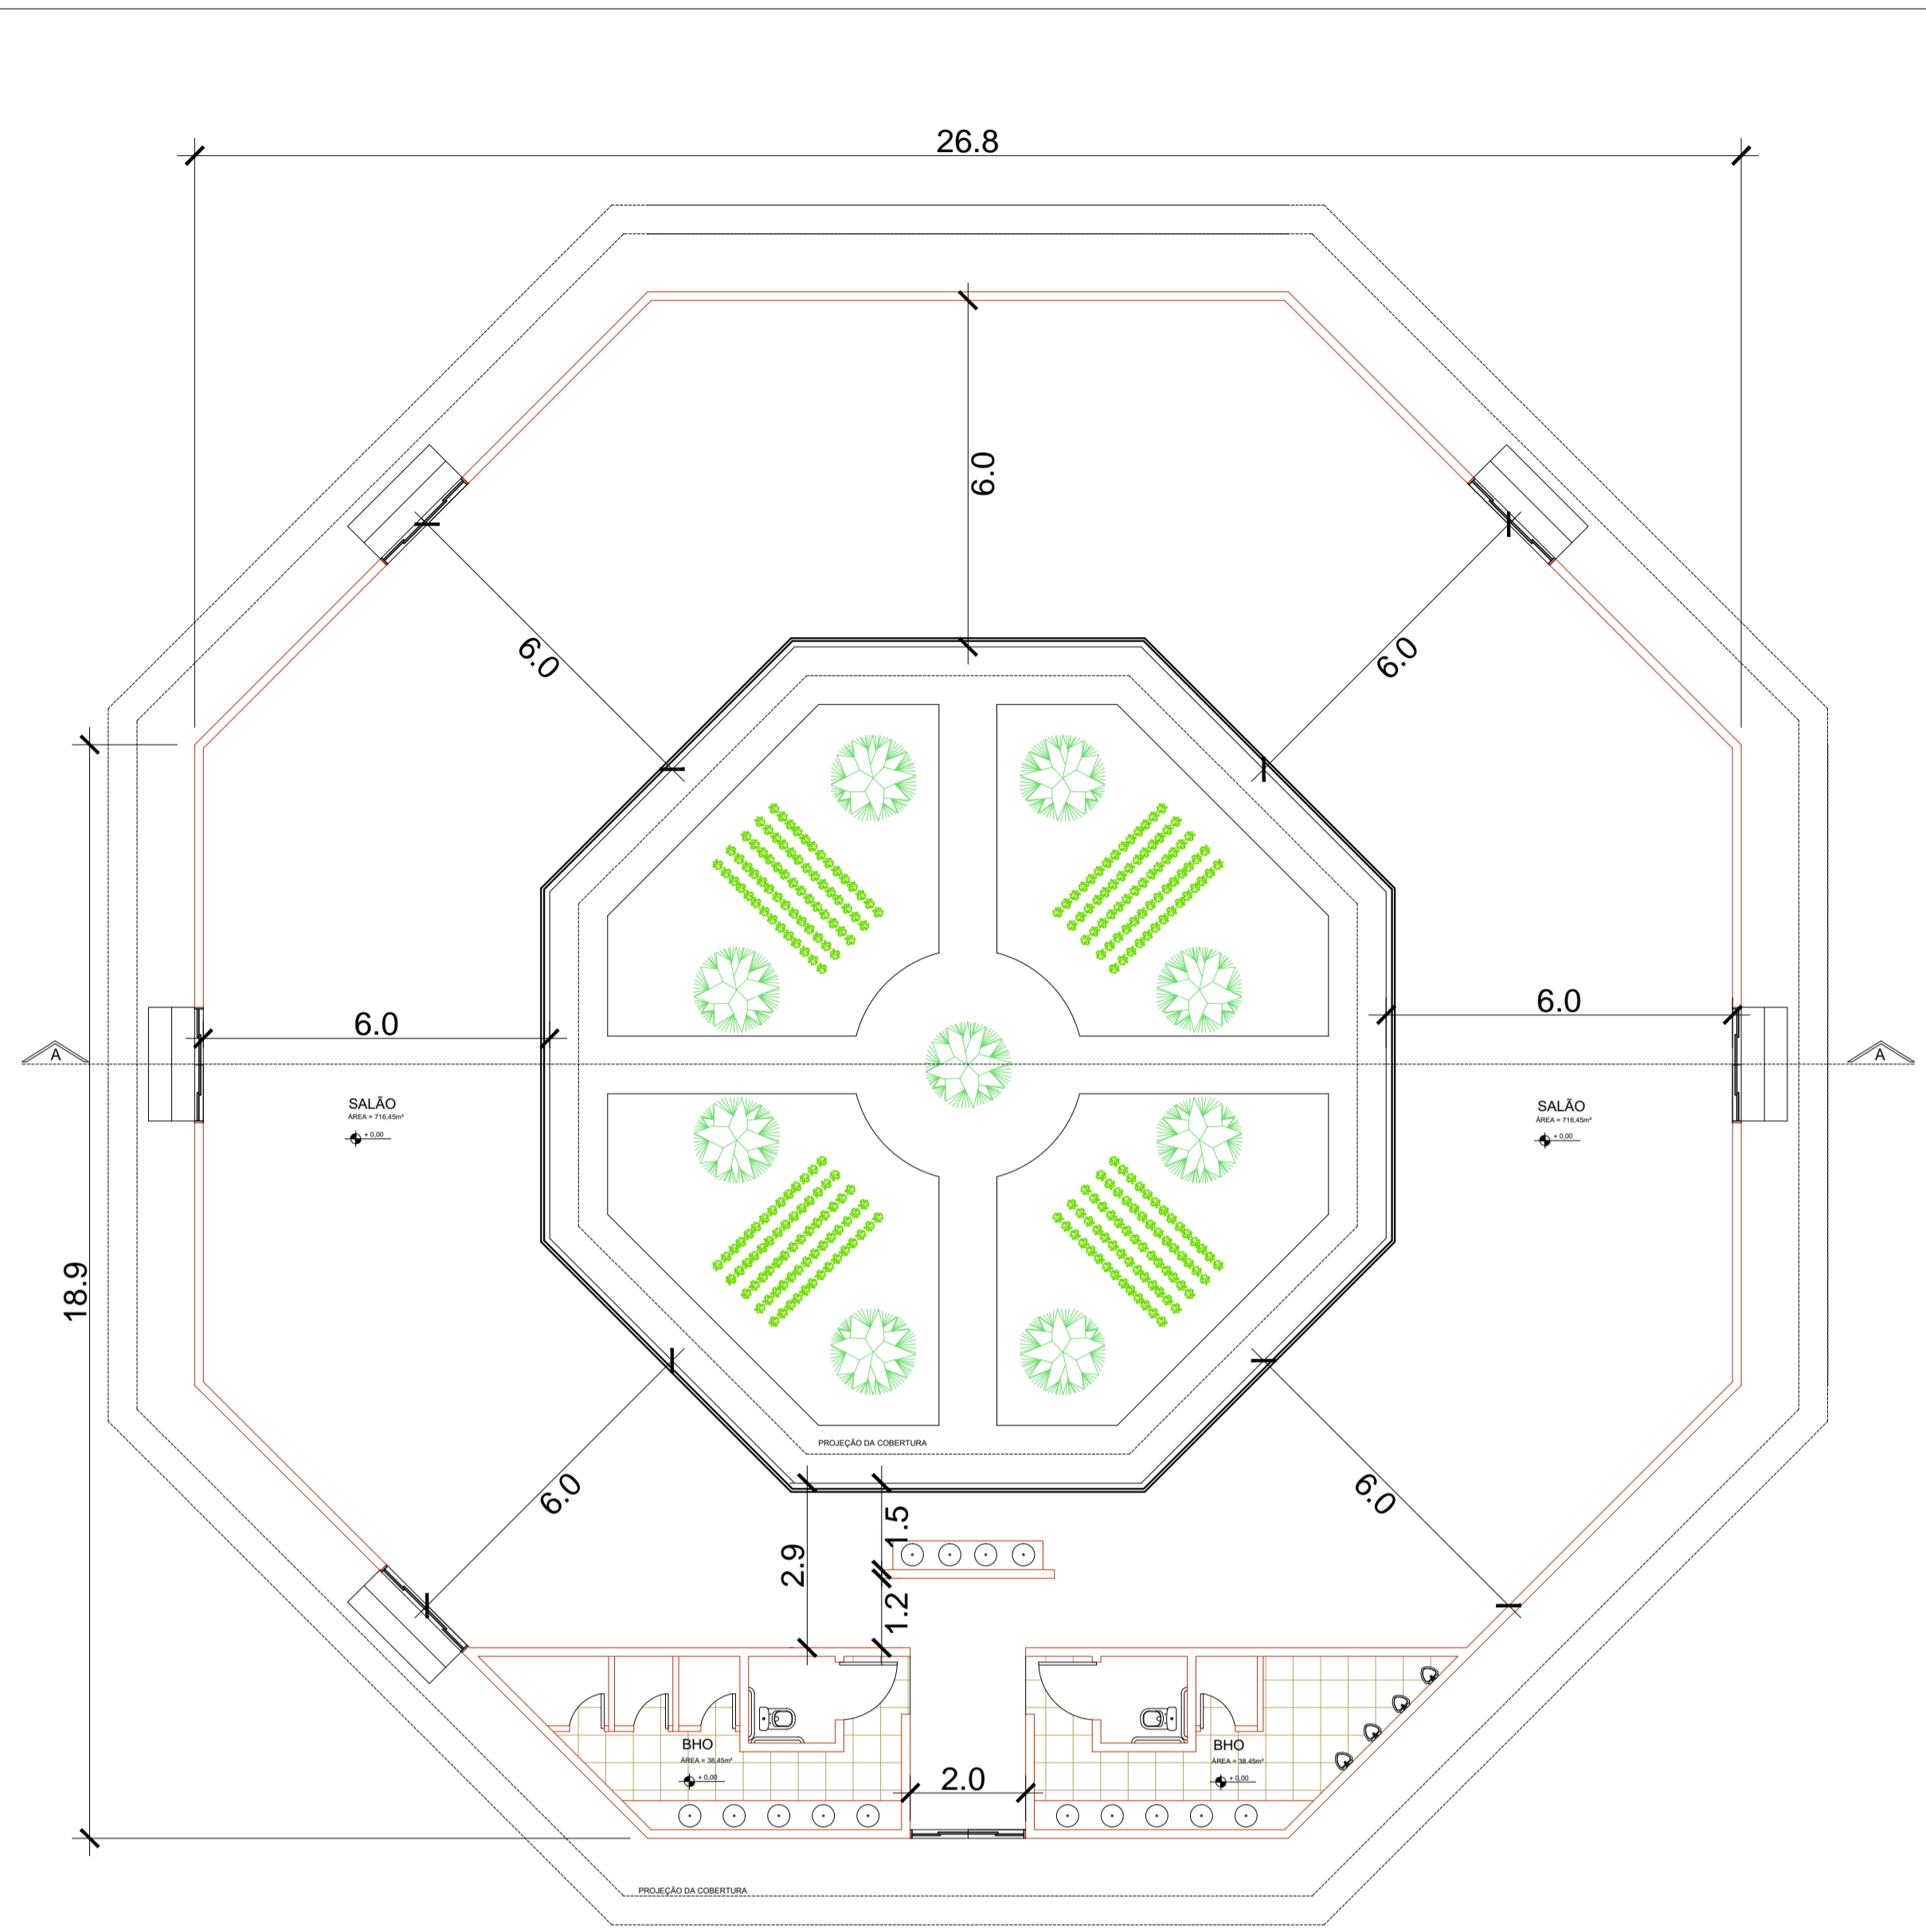 26.8
6.0
6.0
6.0
6.0
6.0
A
A
SALÃO
ÁREA = 716,45m²
+ 0,00
SALÃO
ÁREA = 716,45m²
+ 0,00
18.9
PROJEÇÃO DA COBERTURA
6.0
6.0
1.5
2.9
1.2
BHO
ÁREA = 38,45m²
+ 0,00
BHO
ÁREA = 38,45m²
+ 0,00
2.0
PROJEÇÃO DA COBERTURA